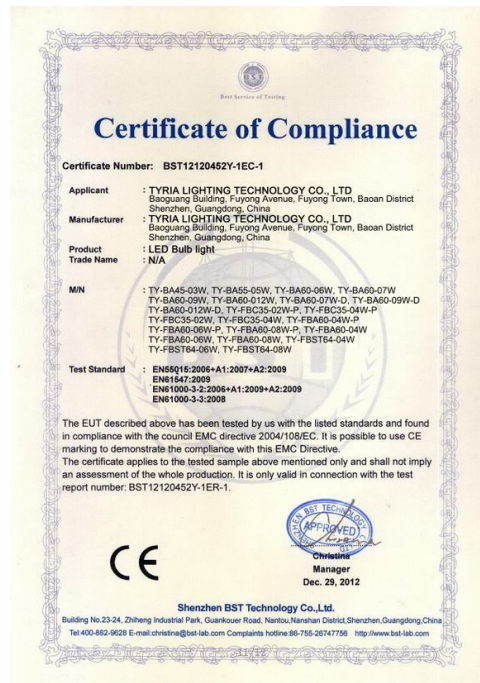 Best Service of Testing
Certificate of Compliance
Certificate Number: BST12120452Y-1EC-1
Applicant : TYRIA LIGHTING TECHNOLOGY CO., LTD
Baoguang Building, Fuyong Avenue, Fuyong Town, Baoan District
Shenzhen, Guangdong, China
Manufacturer : TYRIA LIGHTING TECHNOLOGY CO., LTD
Baoguang Building, Fuyong Avenue, Fuyong Town, Baoan District
Shenzhen, Guangdong, China
Product : LED Bulb light
Trade Name : N/A
M/N : TY-BA45-03W, TY-BA55-05W, TY-BA60-06W, TY-BA60-07W
TY-BA60-09W, TY-BA60-012W, TY-BA60-07W-D, TY-BA60-09W-D
TY-BA60-012W-D, TY-FBC35-02W-P, TY-FBC35-04W-P
TY-FBC35-02W, TY-FBC35-04W, TY-FBA60-04W-P
TY-FBA60-06W-P, TY-FBA60-08W-P, TY-FBA60-04W
TY-FBA60-06W, TY-FBA60-08W, TY-FBST64-04W
TY-FBST64-06W, TY-FBST64-08W
Test Standard : EN55015:2006+A1:2007+A2:2009
EN61547:2009
EN61000-3-2:2006+A1:2009+A2:2009
EN61000-3-3:2008
The EUT described above has been tested by us with the listed standards and found
in compliance with the council EMC directive 2004/108/EC. It is possible to use CE
marking to demonstrate the compliance with this EMC Directive.
The certificate applies to the tested sample above mentioned only and shall not imply
an assessment of the whole production. It is only valid in connection with the test
report number: BST12120452Y-1ER-1.
APPROVED
CE
Christina
Manager
Dec. 29, 2012
Shenzhen BST Technology Co.,Ltd.
Building No.23-24, Zhiheng Industrial Park, Guankouer Road, Nantou,Nanshan District,Shenzhen,Guangdong,China
Tel:400-882-9628 E-mail:christina@bst-lab.com Complaints hotline:86-755-26747756 http://www.bst-lab.com